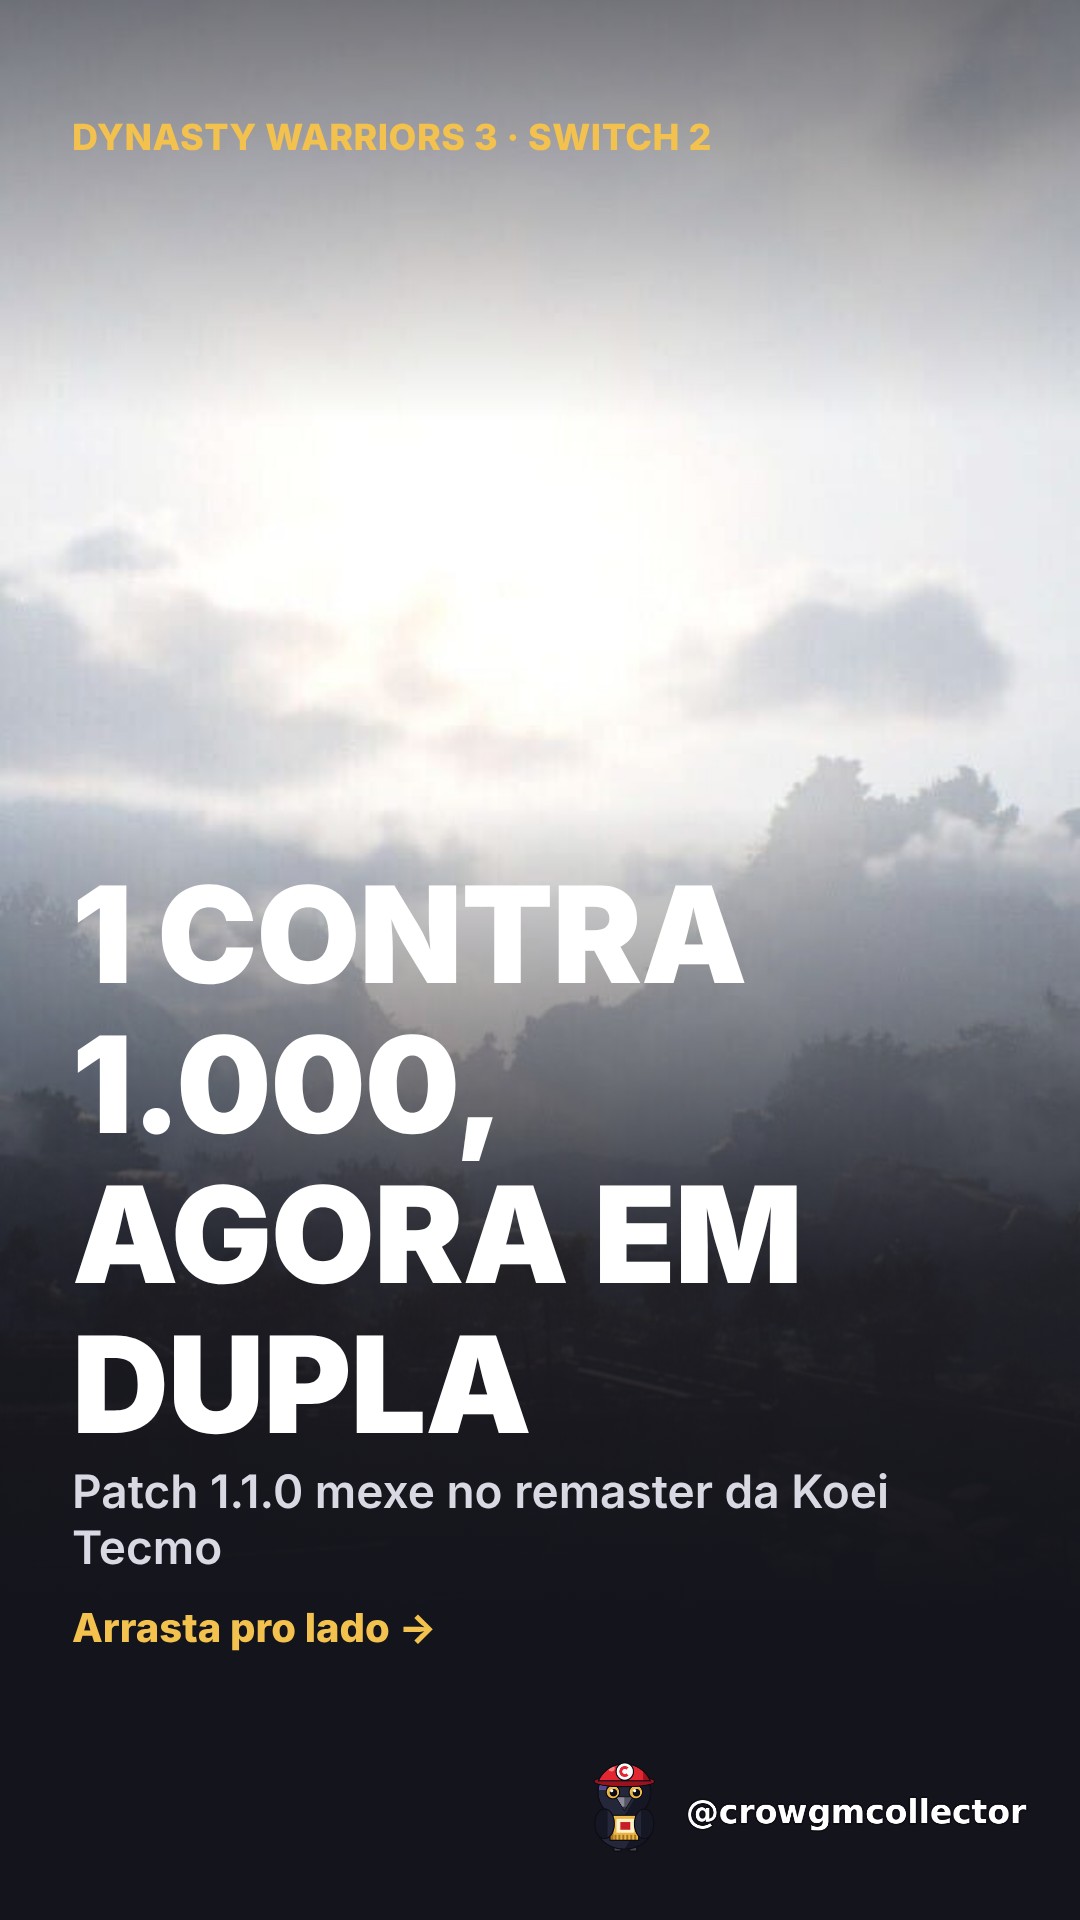 DYNASTY WARRIORS 3 · SWITCH 2
1 CONTRA
1.000,
AGORA EM
DUPLA
Patch 1.1.0 mexe no remaster da Koei
Tecmo
Arrasta pro lado →
C
@crowgmcollector